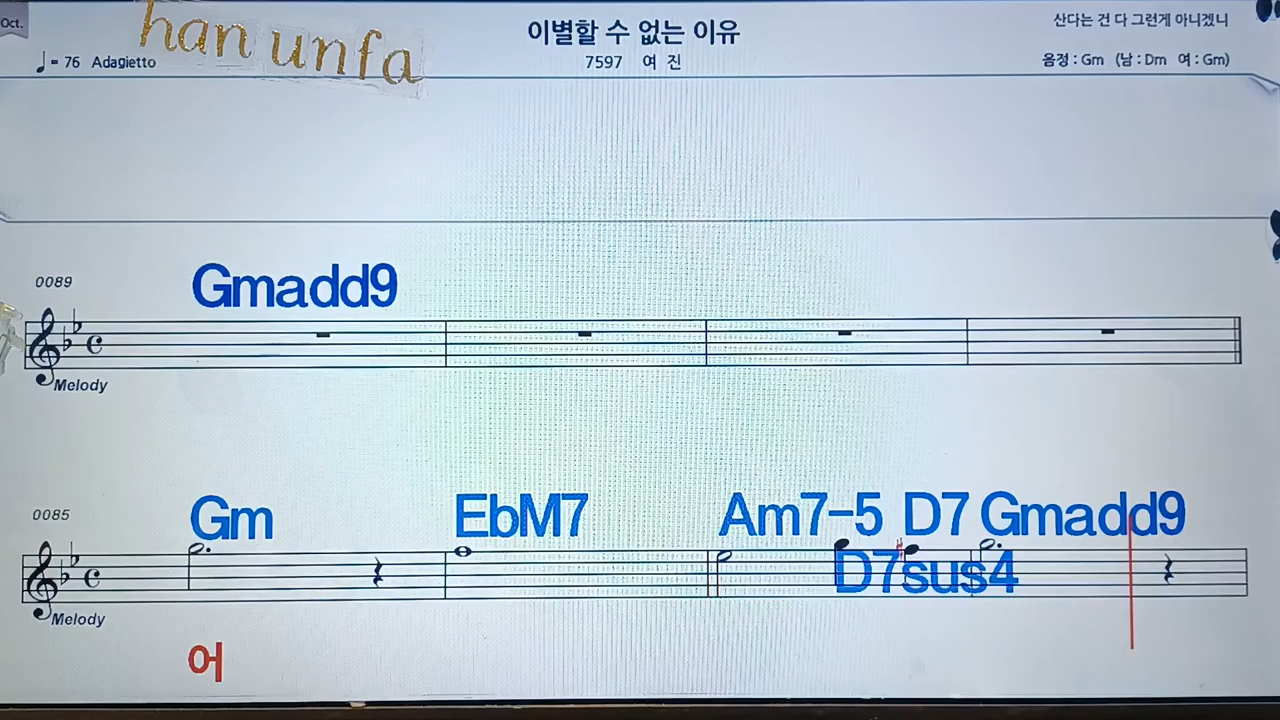 Oct.
han unfa
이별할 수 없는 이유
산다는 건 다 그런게 아니겠니
♩= 76 Adagietto
7597 여 진
음정 : Gm (남 : Dm 여 : Gm)
0089
Gmadd9
Melody
0085
Gm EbM7 Am7-5 D7 Gmadd9
D7sus4
Melody
어